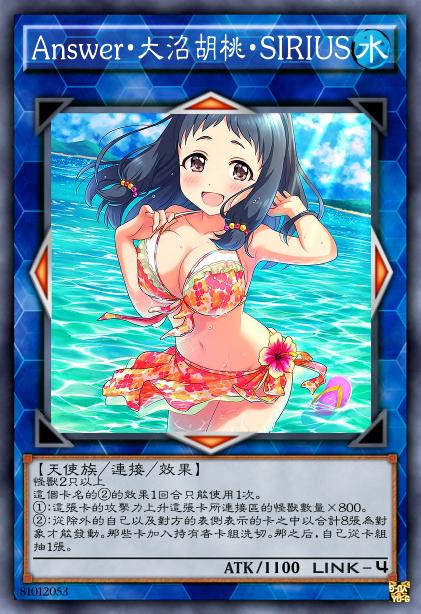 Answer・大沼胡桃・SIRIUS 水
【天使族/連接/效果】
怪獸2只以上
這個卡名的②的效果1回合只能使用1次。
①:這張卡的攻擊力上升這張卡所連接區的怪獸數量×800。
②:從除外的自己以及對方的表側表示的卡之中以合計8張為對
象才能發動。那些卡加入持有者卡組洗切。那之后,自己從卡組
抽1張。
ATK/1100 LINK-4
81012053